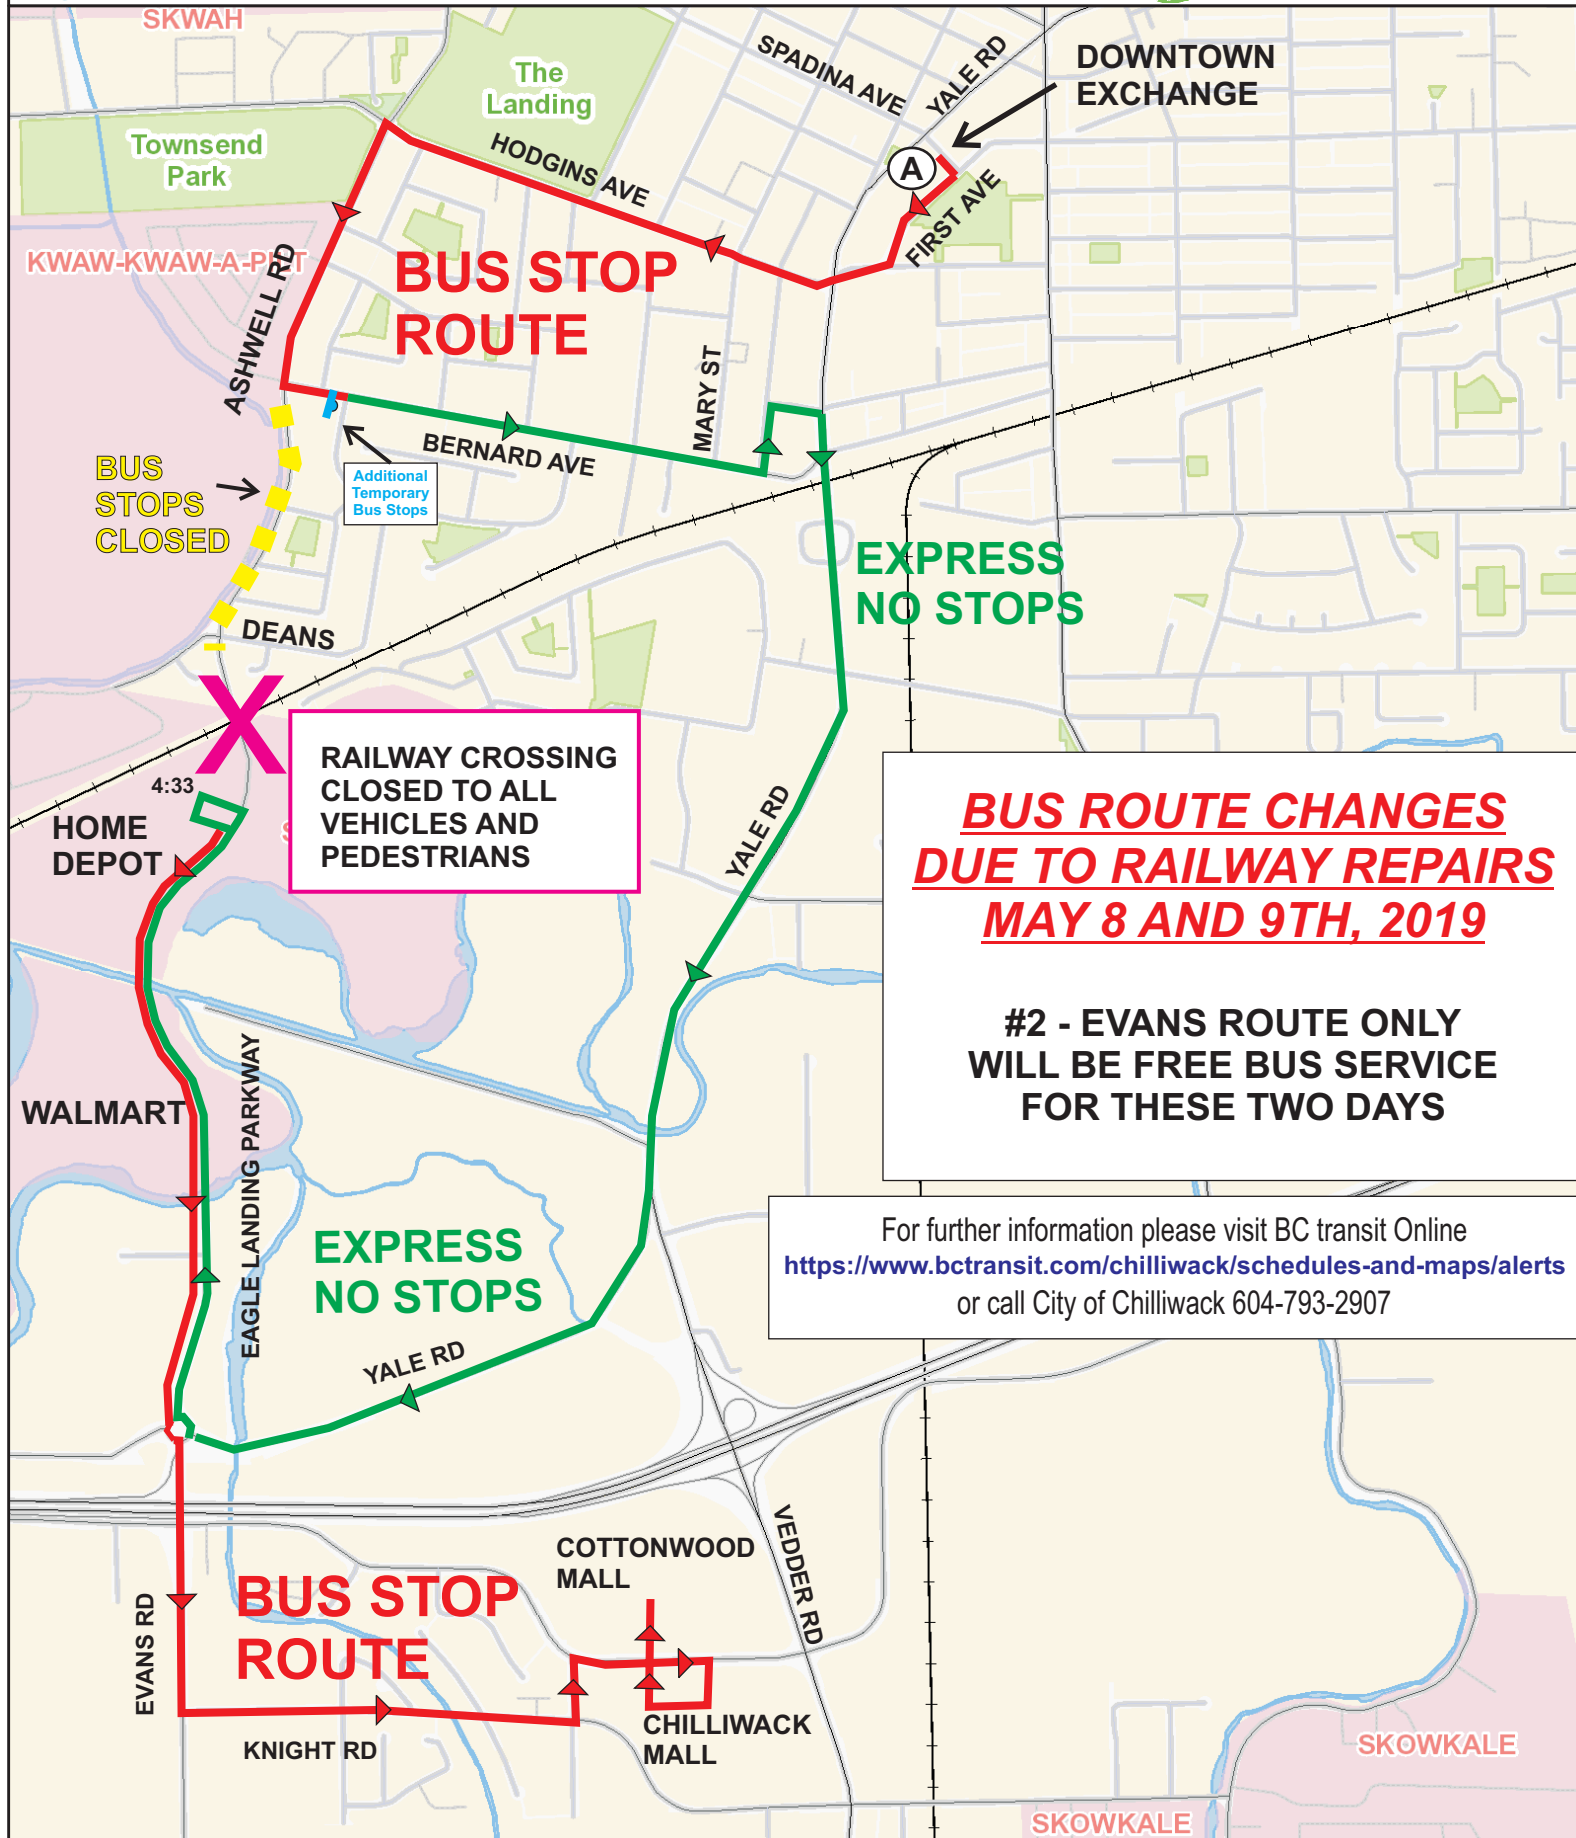 SKWAH
The
Landing
SPADINA AVE
YALE RD
DOWNTOWN
EXCHANGE
Townsend
Park
HODGINS AVE
A
FIRST AVE
ASHWELL RD
BUS STOP
ROUTE
MARY ST
BERNARD AVE
BUS
STOPS
CLOSED
Additional
Temporary
Bus Stops
EXPRESS
NO STOPS
DEANS
X
RAILWAY CROSSING
CLOSED TO ALL
VEHICLES AND
PEDESTRIANS
4:33
HOME
DEPOT
YALE RD
BUS ROUTE CHANGES
DUE TO RAILWAY REPAIRS
MAY 8 AND 9TH, 2019
#2 - EVANS ROUTE ONLY
WILL BE FREE BUS SERVICE
FOR THESE TWO DAYS
WALMART
EAGLE LANDING PARKWAY
For further information please visit BC transit Online
https://www.bctransit.com/chilliwack/schedules-and-maps/alerts
or call City of Chilliwack 604-793-2907
EXPRESS
NO STOPS
YALE RD
COTTONWOOD
MALL
VEDDER RD
BUS STOP
ROUTE
EVANS RD
KNIGHT RD
CHILLIWACK
MALL
SKOWKALE
SKOWKALE